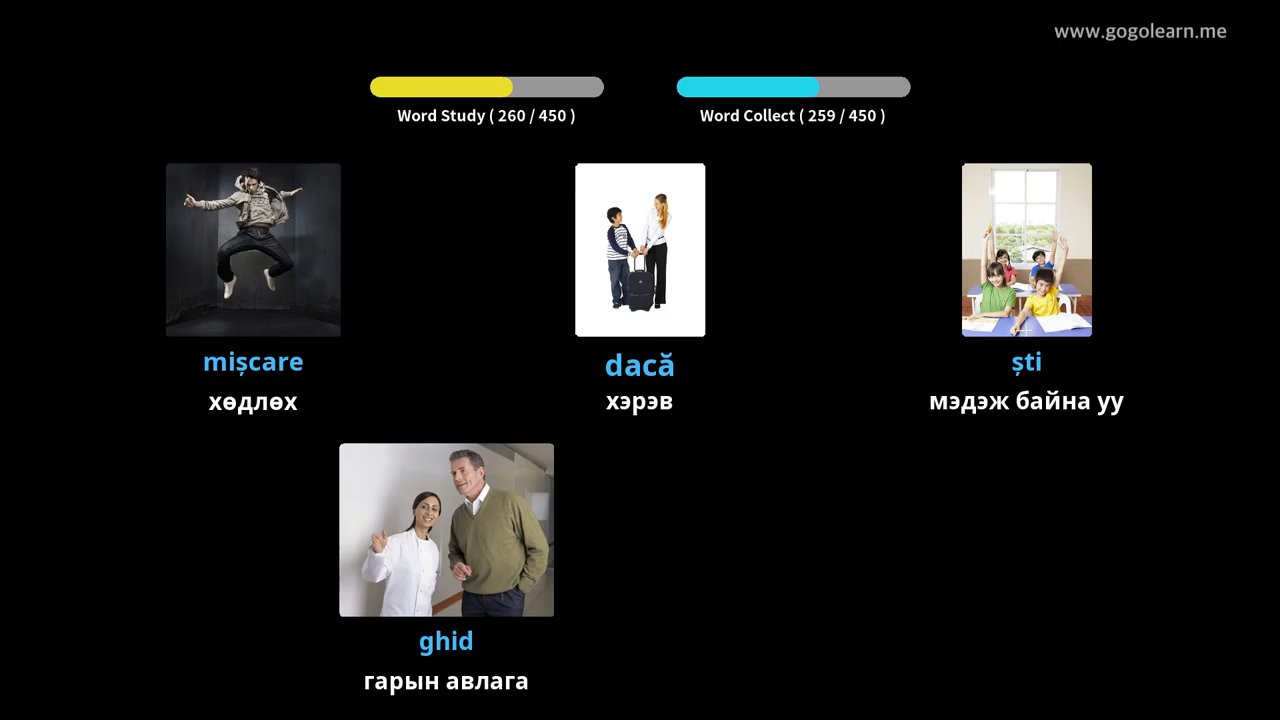 www.gogolearn.me
Word Study ( 260 / 450 )
Word Collect ( 259 / 450 )
mișcare
dacă
ști
хөдлөх
хэрэв
мэдэж байна уу
ghid
гарын авлага